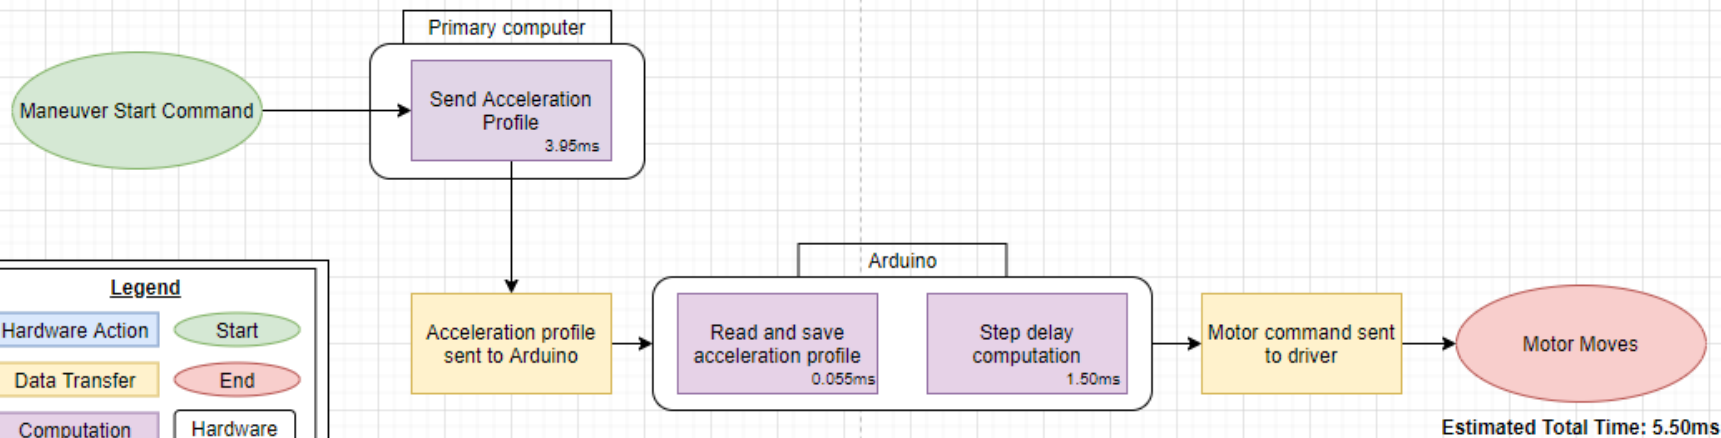 Primary computer
Maneuver Start Command
Send Acceleration
Profile
3.95ms
Arduino
Acceleration profile
sent to Arduino
Read and save
acceleration profile
0.055ms
Step delay
computation
1.50ms
Motor command sent
to driver
Motor Moves
Estimated Total Time: 5.50ms
Legend
Hardware Action
Start
Data Transfer
End
Computation
Hardware